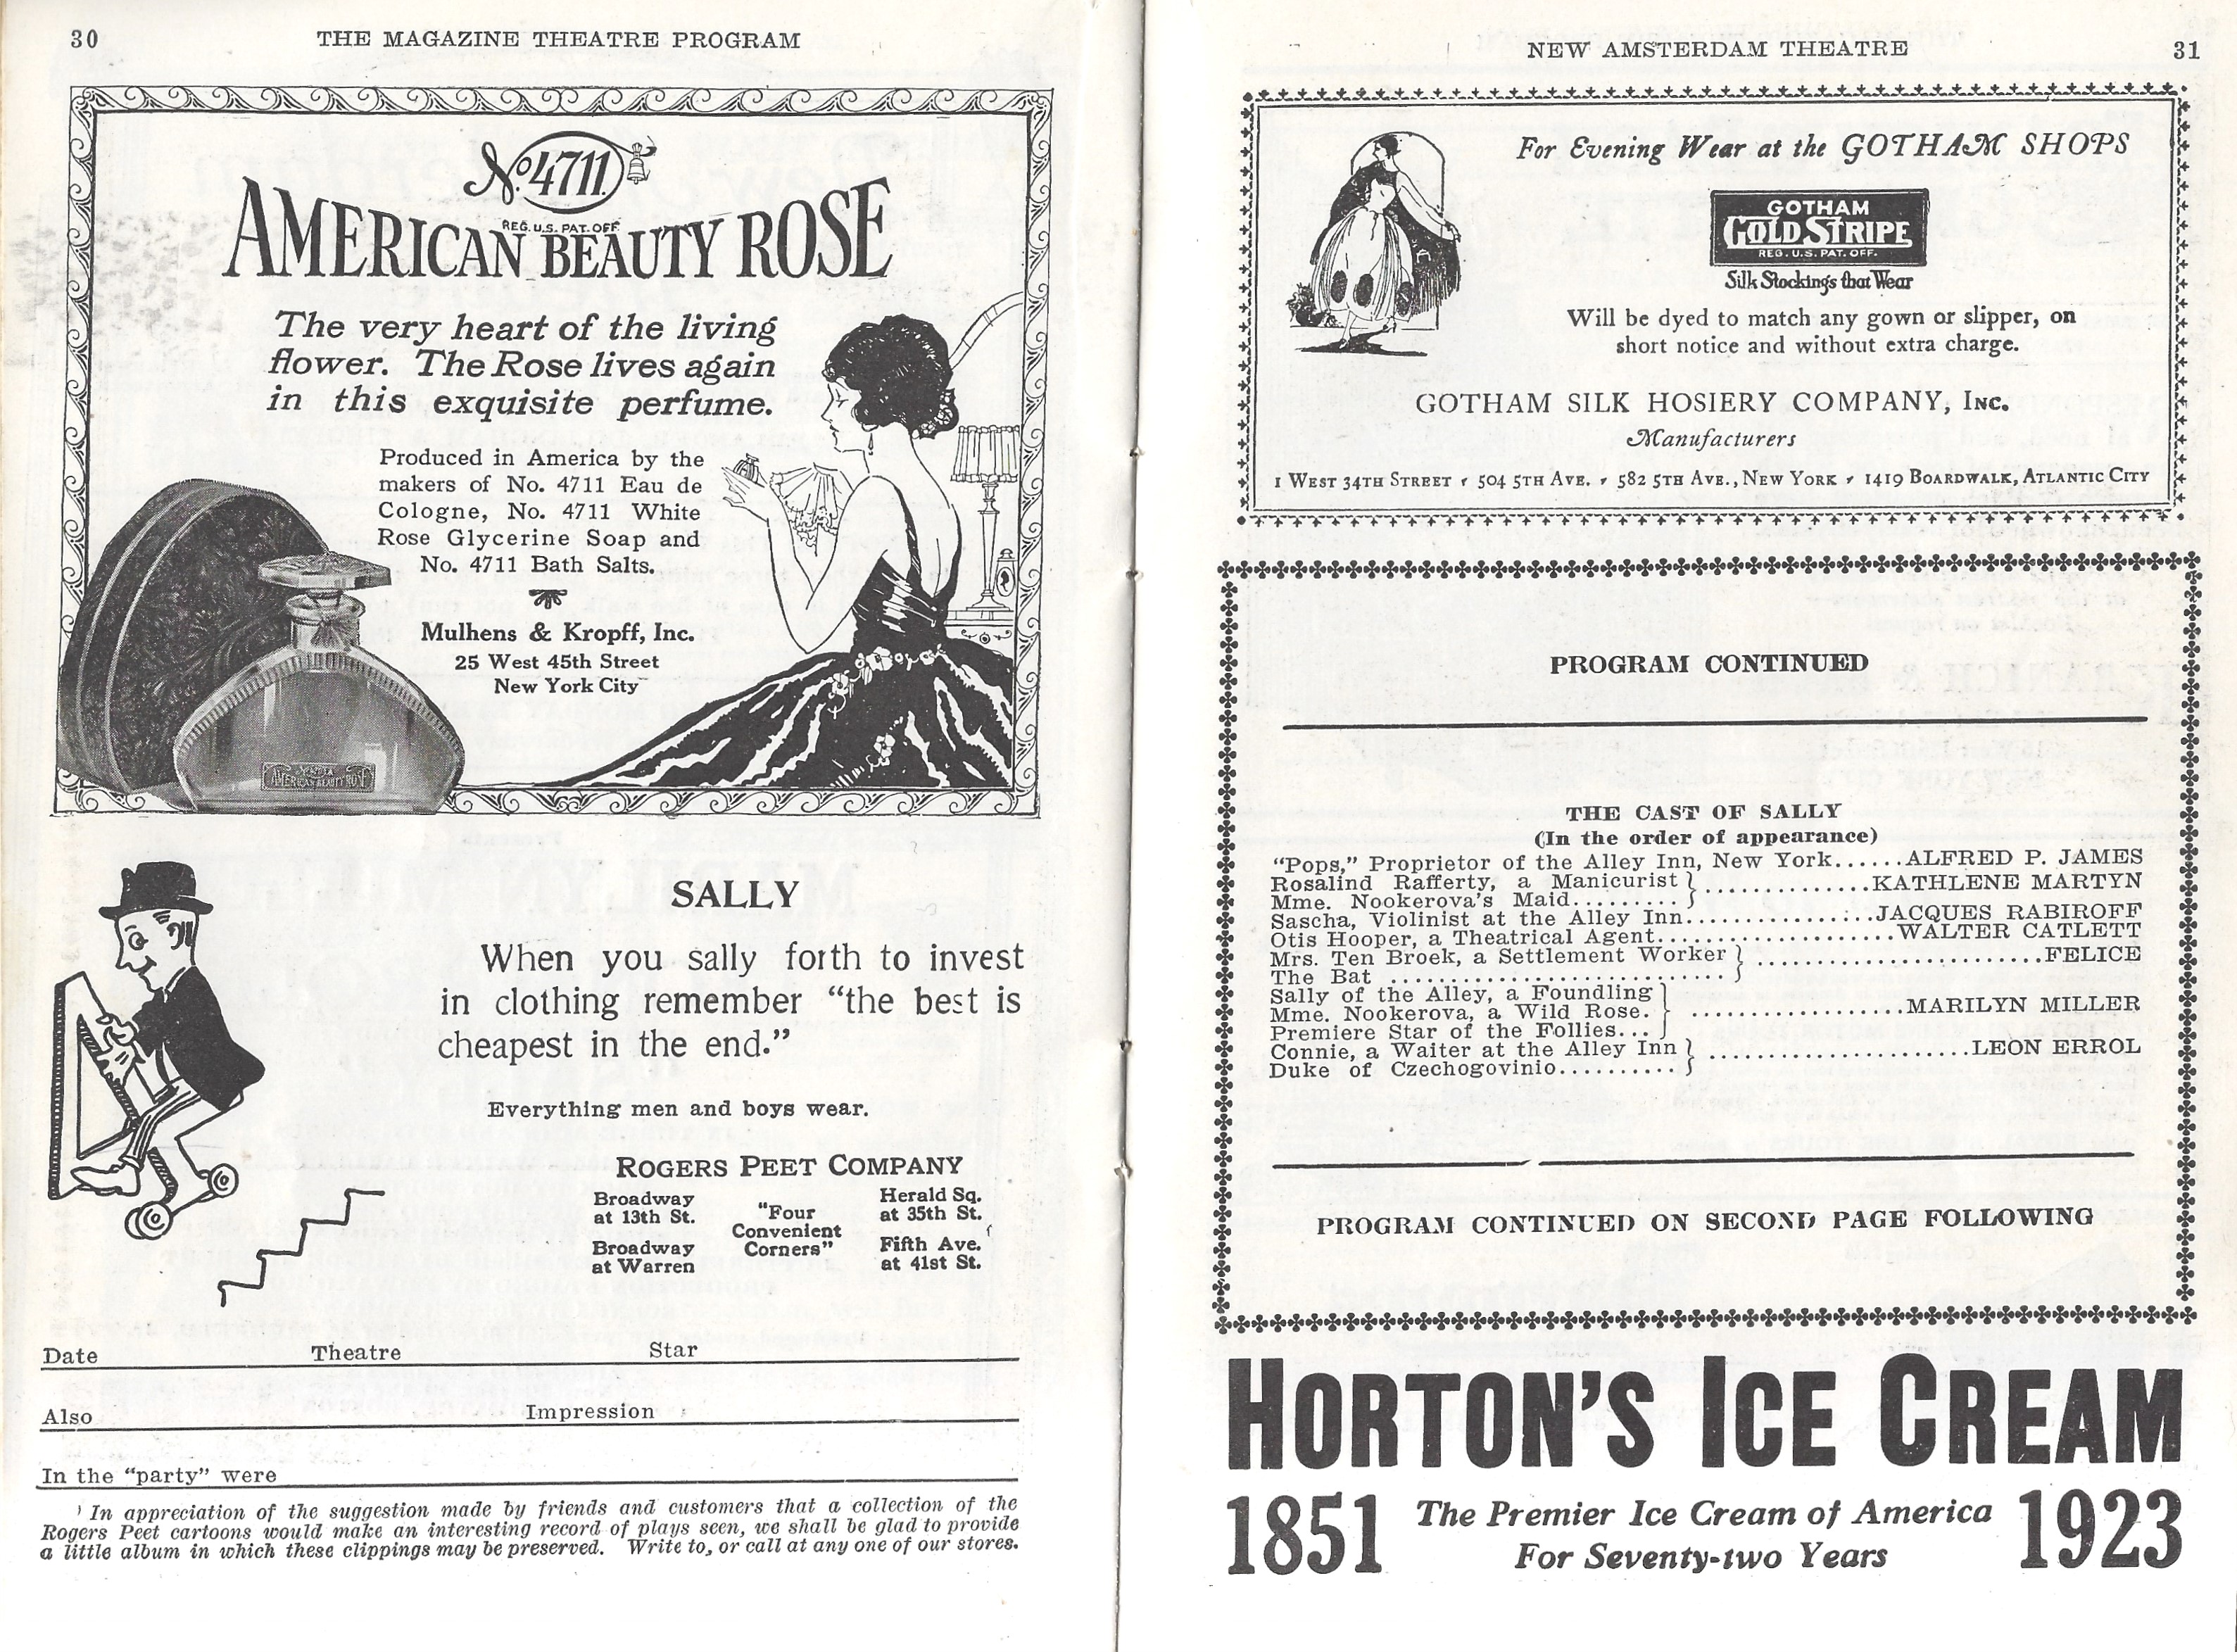 30
THE MAGAZINE THEATRE PROGRAM
No. 4711.
REG. U.S. PAT. OFF.
AMERICAN BEAUTY ROSE
The very heart of the living
flower. The Rose lives again
in this exquisite perfume.
Produced in America by the
makers of No. 4711 Eau de
Cologne, No. 4711 White
Rose Glycerine Soap and
No. 4711 Bath Salts.
Mulhens & Kropff, Inc.
25 West 45th Street
New York City
No 4711
AMERICAN BEAUTY ROSE
SALLY
When you sally forth to invest
in clothing remember "the best is
cheapest in the end."
Everything men and boys wear.
ROGERS PEET COMPANY
Broadway
at 13th St.
Broadway
at Warren
"Four
Convenient
Corners"
Herald Sq.
at 35th St.
Fifth Ave.
at 41st St.
Date Theatre Star
Also Impression
In the "party" were
In appreciation of the suggestion made by friends and customers that a collection of the
Rogers Peet cartoons would make an interesting record of plays seen, we shall be glad to provide
a little album in which these clippings may be preserved. Write to, or call at any one of our stores.
NEW AMSTERDAM THEATRE
31
For Evening Wear at the GOTHAM SHOPS
GOTHAM
GOLD STRIPE
REG. U.S. PAT. OFF.
Silk Stockings that Wear
Will be dyed to match any gown or slipper, on
short notice and without extra charge.
GOTHAM SILK HOSIERY COMPANY, INC.
Manufacturers
1 WEST 34TH STREET • 504 5TH AVE. • 582 5TH AVE., NEW YORK • 1419 BOARDWALK, ATLANTIC CITY
PROGRAM CONTINUED
THE CAST OF SALLY
(In the order of appearance)
"Pops," Proprietor of the Alley Inn, New York......ALFRED P. JAMES
Rosalind Rafferty, a Manicurist } .............KATHLENE MARTYN
Mme. Nookerova's Maid......... }
Sascha, Violinist at the Alley Inn...............JACQUES RABIROFF
Otis Hooper, a Theatrical Agent...................WALTER CATLETT
Mrs. Ten Broek, a Settlement Worker } .......................FELICE
The Bat ............................ }
Sally of the Alley, a Foundling }
Mme. Nookerova, a Wild Rose. } .................MARILYN MILLER
Premiere Star of the Follies... }
Connie, a Waiter at the Alley Inn } .....................LEON ERROL
Duke of Czechogovinio.......... }
PROGRAM CONTINUED ON SECOND PAGE FOLLOWING
HORTON'S ICE CREAM
1851 The Premier Ice Cream of America 1923
For Seventy-two Years